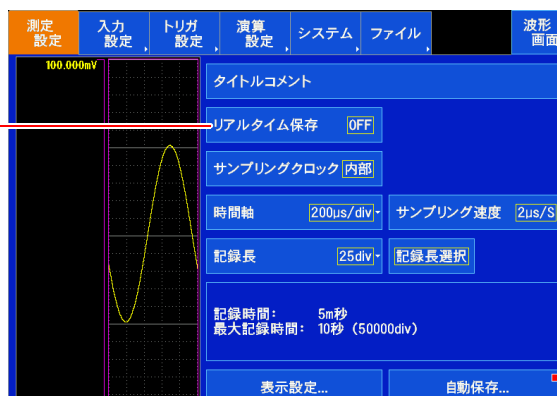 測定
設定
入力
設定
トリガ
設定
演算
設定
システム
ファイル
波形
画面
100.000mV
タイトルコメント
リアルタイム保存 OFF
サンプリングクロック 内部
時間軸 200μs/div
サンプリング速度 2μs/S
記録長 25div
記録長選択
記録時間: 5m秒
最大記録時間: 10秒 (50000div)
表示設定...
自動保存...